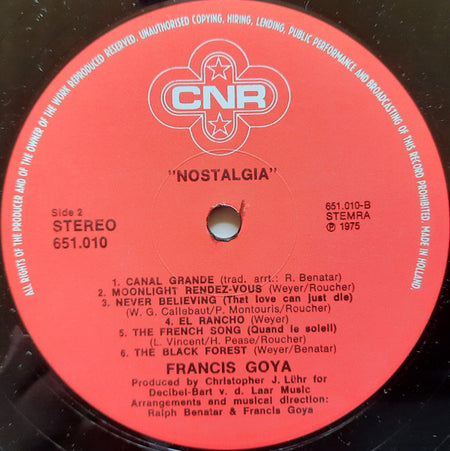 ALL RIGHTS OF THE PRODUCER AND OF THE OWNER OF THE WORK REPRODUCED RESERVED. UNAUTHORISED COPYING, HIRING, LENDING, PUBLIC PERFORMANCE AND BROADCASTING OF THIS RECORD PROHIBITED. MADE IN HOLLAND.
CNR
"NOSTALGIA"
Side 2
STEREO
651.010
651.010-B
STEMRA
℗ 1975
1. CANAL GRANDE (trad. arrt.: R. Benatar)
2. MOONLIGHT RENDEZ-VOUS (Weyer/Roucher)
3. NEVER BELIEVING (That love can just die)
(W. G. Callebaut/P. Montouris/Roucher)
4. EL RANCHO (Weyer)
5. THE FRENCH SONG (Quand le soleil)
(L. Vincent/H. Pease/Roucher)
6. THE BLACK FOREST (Weyer/Benatar)
FRANCIS GOYA
Produced by Christopher J. Lühr for
Decibel-Bart v. d. Laar Music
Arrangements and musical direction:
Ralph Benatar & Francis Goya